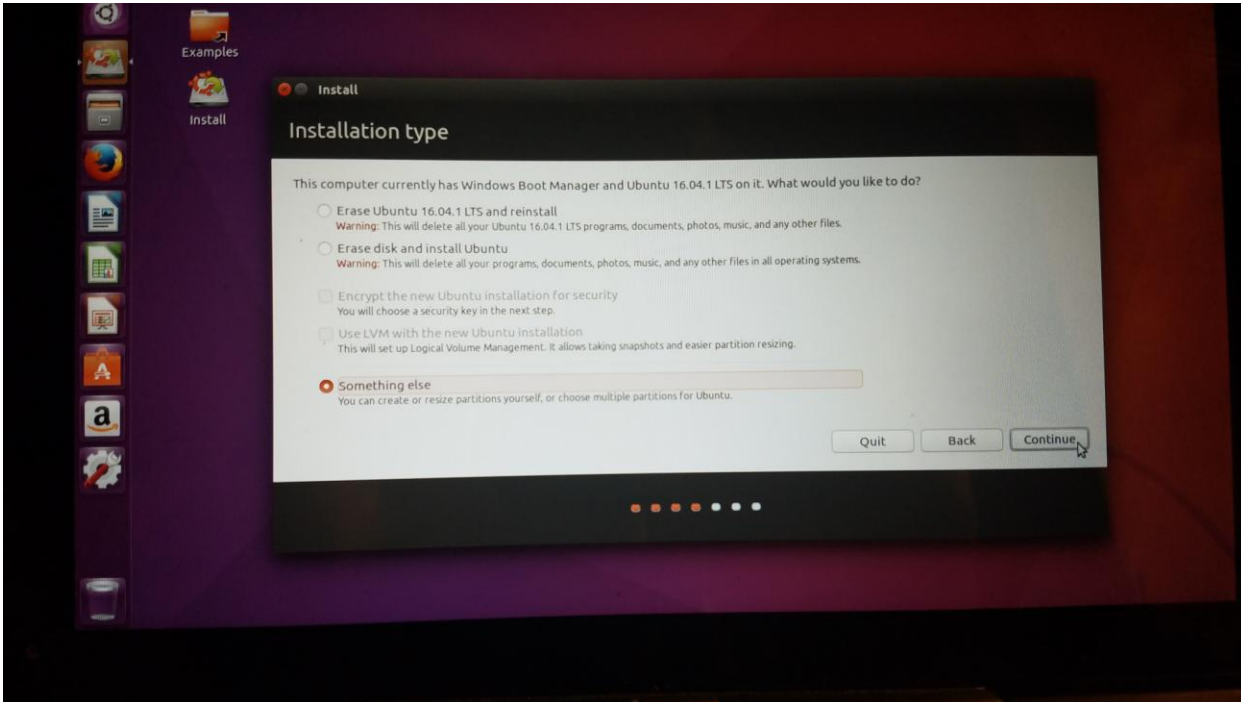 Examples
Install
Install
Installation type
This computer currently has Windows Boot Manager and Ubuntu 16.04.1 LTS on it. What would you like to do?
Erase Ubuntu 16.04.1 LTS and reinstall
Warning: This will delete all your Ubuntu 16.04.1 LTS programs, documents, photos, music, and any other files.
Erase disk and install Ubuntu
Warning: This will delete all your programs, documents, photos, music, and any other files in all operating systems.
Encrypt the new Ubuntu installation for security
You will choose a security key in the next step.
Use LVM with the new Ubuntu installation
This will set up Logical Volume Management. It allows taking snapshots and easier partition resizing.
Something else
You can create or resize partitions yourself, or choose multiple partitions for Ubuntu.
Quit Back Continue
A
a